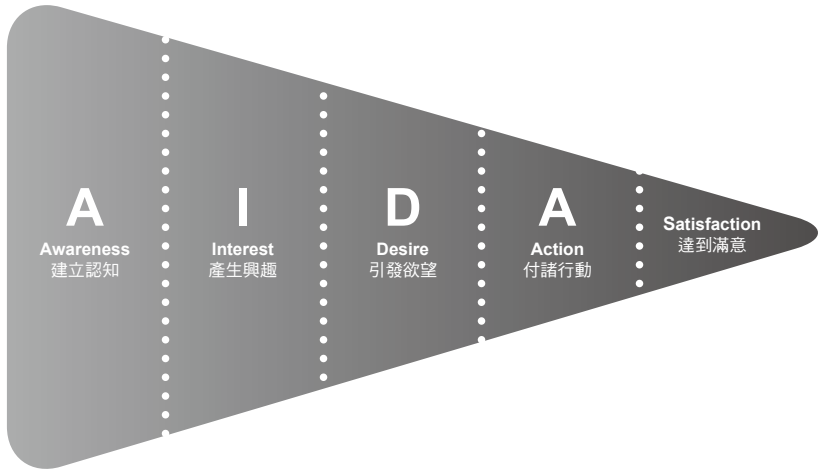 A
Awareness
建立認知
I
Interest
產生興趣
D
Desire
引發欲望
A
Action
付諸行動
Satisfaction
達到滿意